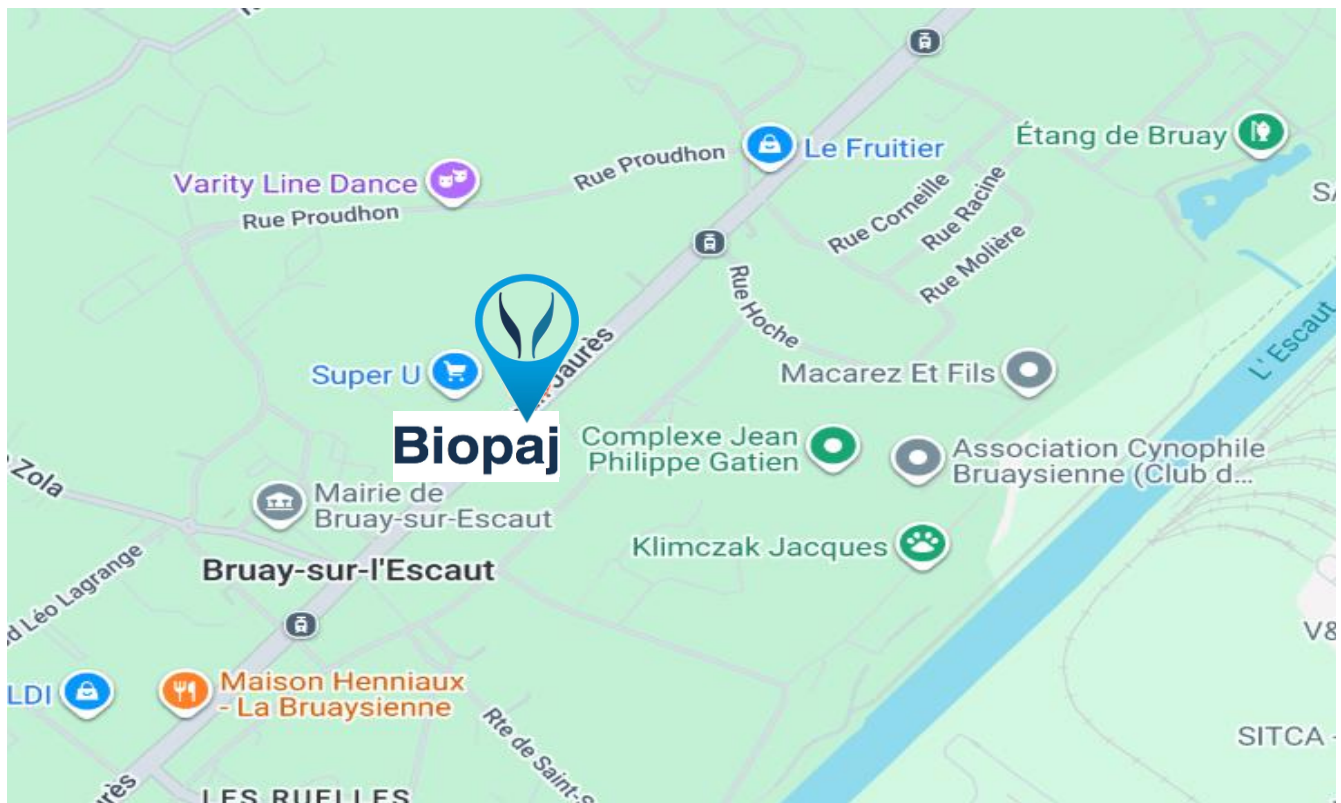 Le Fruitier
Étang de Bruay
Rue Proudhon
Varity Line Dance
Rue Proudhon
Rue Corneille
Rue Racine
Rue Molière
Rue Hoche
L' Escaut
Jaurès
Super U
Macarez Et Fils
Biopaj
Complexe Jean
Philippe Gatien
Association Cynophile
Bruaysienne (Club d...
Zola
Mairie de
Bruay-sur-Escaut
Klimczak Jacques
Bruay-sur-l'Escaut
Léo Lagrange
V&
LDI
Maison Henniaux
- La Bruaysienne
Rte de Saint-S
SITCA -
LES RUELLES